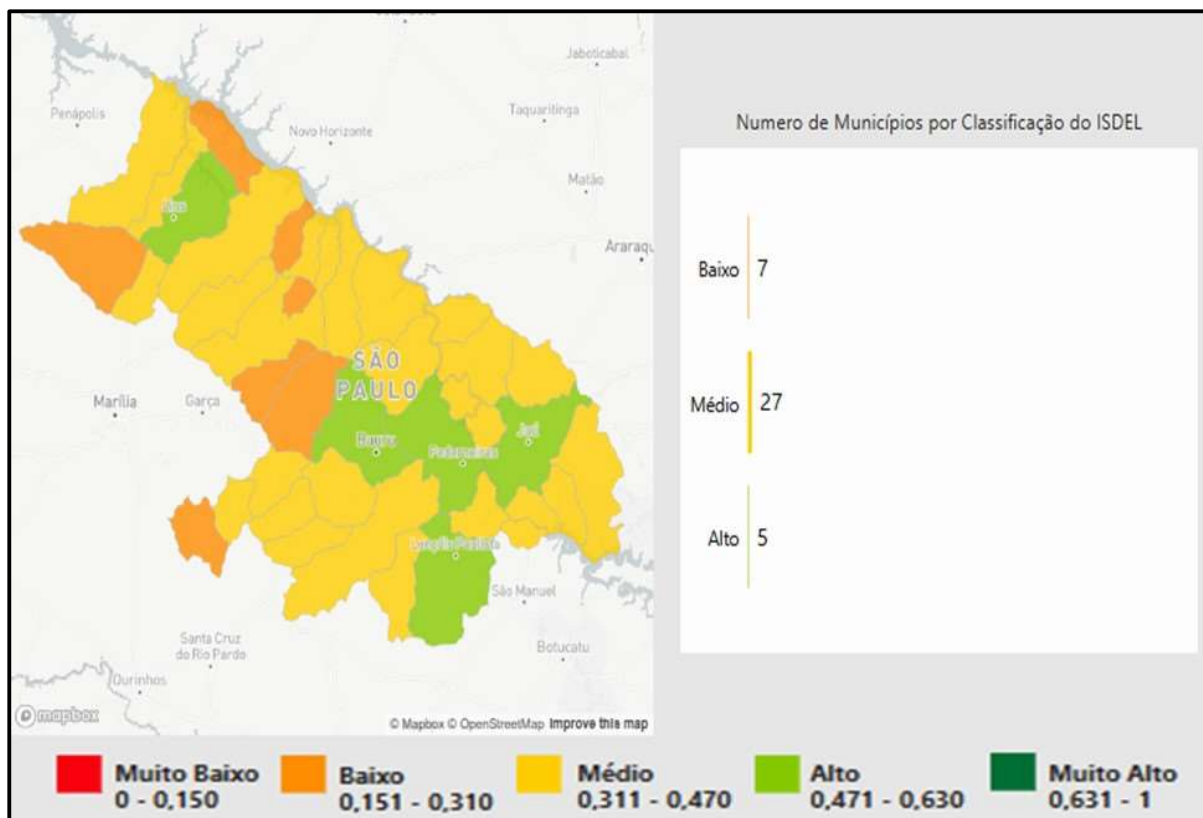 Jaboticabal
Penápolis
Taquaritinga
Novo Horizonte
Numero de Municípios por Classificação do ISDEL
Matão
Lins
Araraqu
Baixo 7
SÃO
PAULO
Marília
Garça
Médio 27
Jaú
Bauru
Pederneiras
Alto 5
Lençóis Paulista
São Manuel
Santa Cruz
do Rio Pardo
Botucatu
Ourinhos
mapbox
© Mapbox © OpenStreetMap Improve this map
Muito Baixo
0 - 0,150
Baixo
0,151 - 0,310
Médio
0,311 - 0,470
Alto
0,471 - 0,630
Muito Alto
0,631 - 1